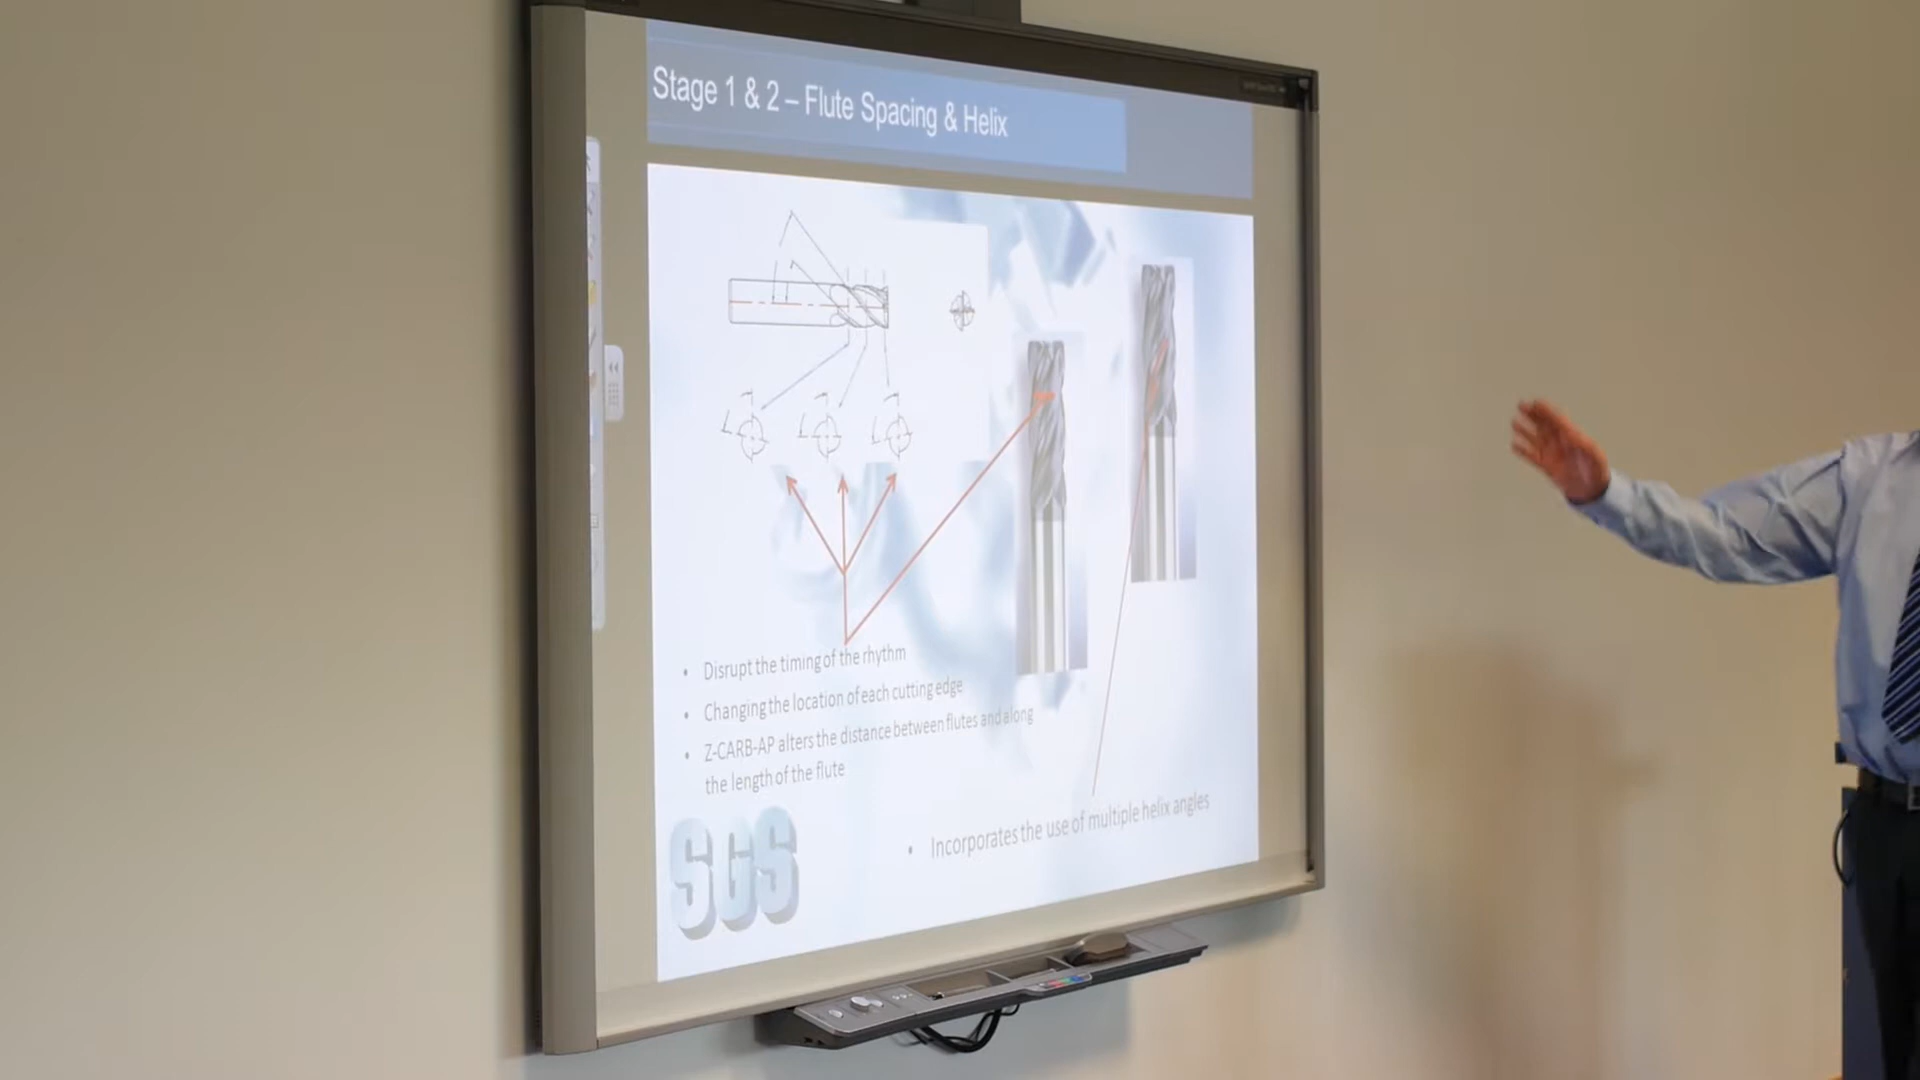 Stage 1 & 2 – Flute Spacing & Helix
• Disrupt the timing of the rhythm
• Changing the location of each cutting edge
• Z-CARB-AP alters the distance between flutes and along
the length of the flute
• Incorporates the use of multiple helix angles
SGS